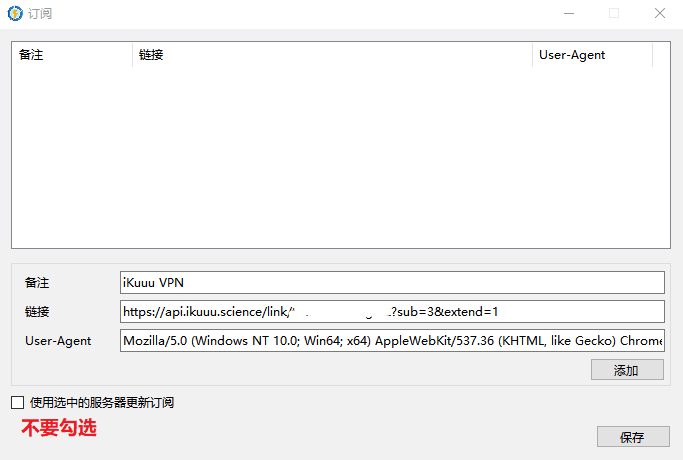 订阅
备注 链接 User-Agent
备注 iKuuu VPN
链接 https://api.ikuuu.science/link/ ?sub=3&extend=1
User-Agent Mozilla/5.0 (Windows NT 10.0; Win64; x64) AppleWebKit/537.36 (KHTML, like Gecko) Chrome
添加
使用选中的服务器更新订阅
不要勾选
保存